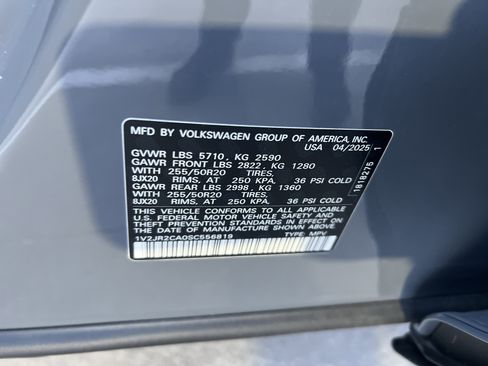 MFD BY VOLKSWAGEN GROUP OF AMERICA, INC.
USA 04/2025
GVWR LBS 5710, KG 2590
GAWR FRONT LBS 2822, KG 1280
WITH 255/50R20 TIRES,
8JX20 RIMS, AT 250 KPA, 36 PSI COLD
GAWR REAR LBS 2998, KG 1360
WITH 255/50R20 TIRES,
8JX20 RIMS, AT 250 KPA, 36 PSI COLD
THIS VEHICLE CONFORMS TO ALL APPLICABLE
U.S. FEDERAL MOTOR VEHICLE SAFETY AND
THEFT PREVENTION STANDARDS IN EFFECT ON THE
DATE OF MANUFACTURE SHOWN ABOVE.
1V2JR2CA0SC556819 TYPE: MPV
1818275 1